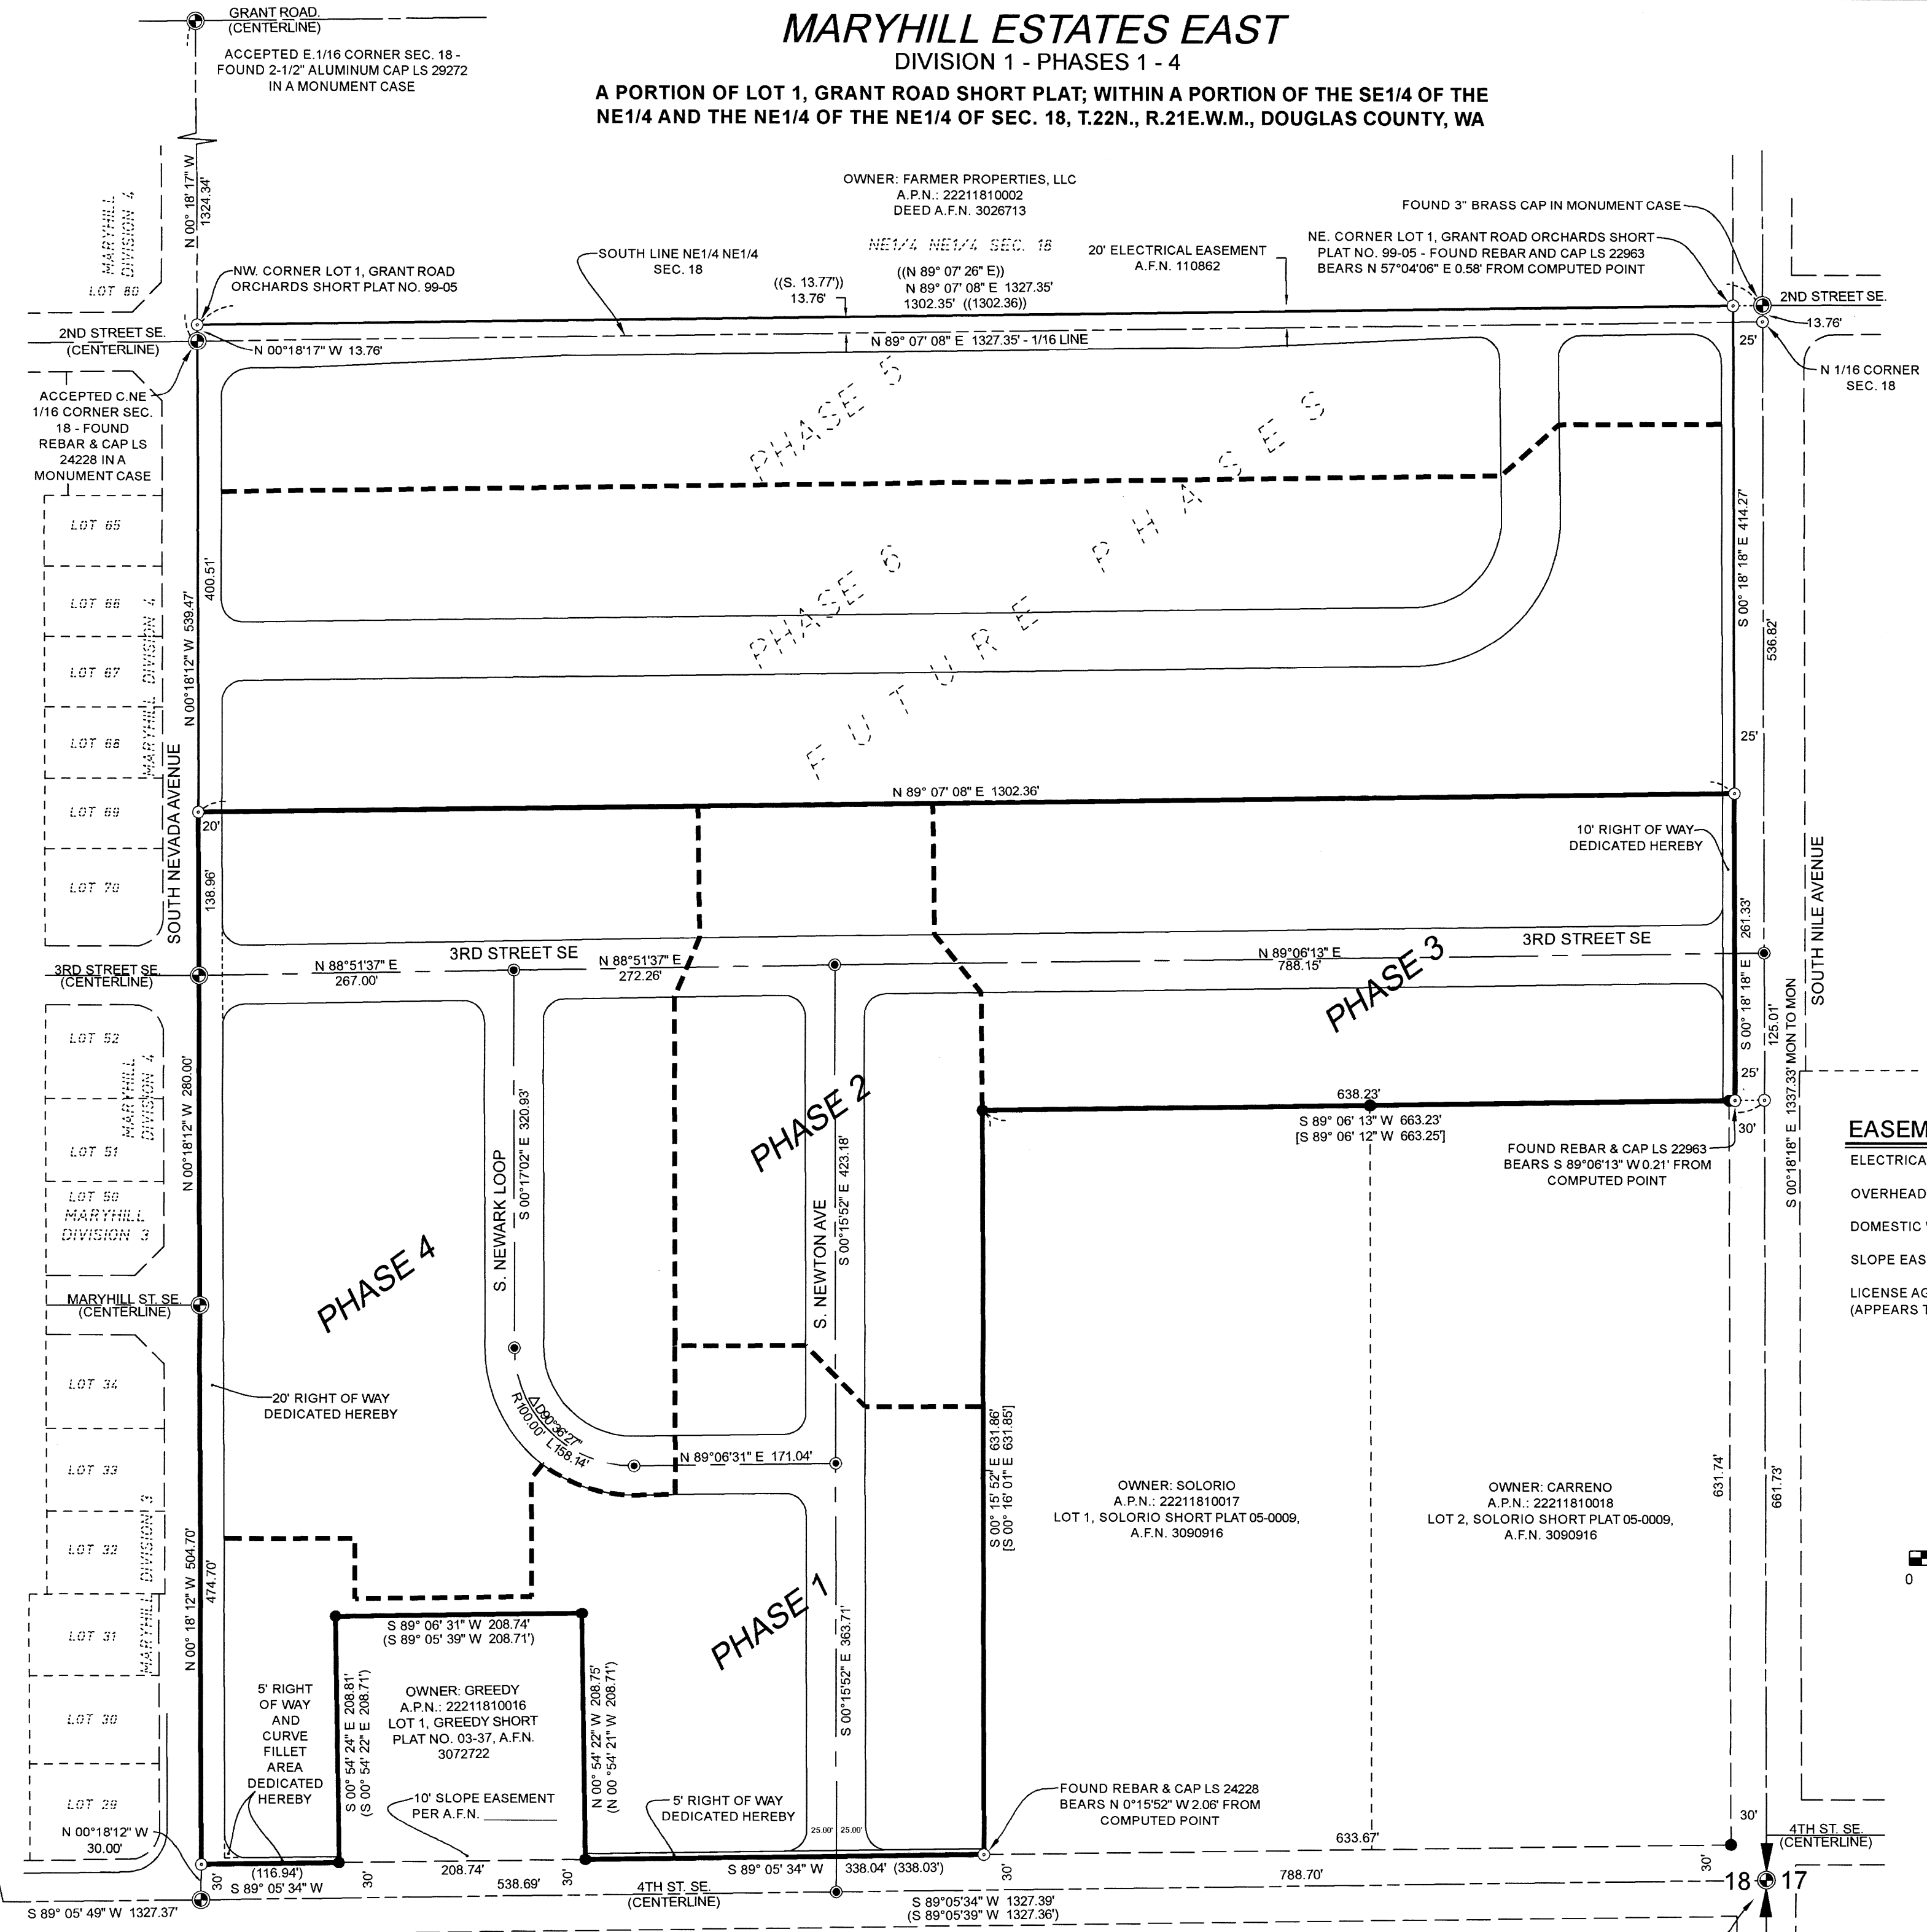 GRANT ROAD.
(CENTERLINE)
ACCEPTED E.1/16 CORNER SEC. 18 -
FOUND 2-1/2" ALUMINUM CAP LS 29272
IN A MONUMENT CASE
MARYHILL ESTATES EAST
DIVISION 1 - PHASES 1 - 4
A PORTION OF LOT 1, GRANT ROAD SHORT PLAT; WITHIN A PORTION OF THE SE1/4 OF THE
NE1/4 AND THE NE1/4 OF THE NE1/4 OF SEC. 18, T.22N., R.21E.W.M., DOUGLAS COUNTY, WA
N 00° 18' 17" W
1324.34'
MARYHILL
DIVISION 4
LOT 80
OWNER: FARMER PROPERTIES, LLC
A.P.N.: 22211810002
DEED A.F.N. 3026713
NE1/4 NE1/4 SEC. 18
FOUND 3" BRASS CAP IN MONUMENT CASE
NE. CORNER LOT 1, GRANT ROAD ORCHARDS SHORT
PLAT NO. 99-05 - FOUND REBAR AND CAP LS 22963
BEARS N 57°04'06" E 0.58' FROM COMPUTED POINT
SOUTH LINE NE1/4 NE1/4
SEC. 18
20' ELECTRICAL EASEMENT
A.F.N. 110862
NW. CORNER LOT 1, GRANT ROAD
ORCHARDS SHORT PLAT NO. 99-05
((S. 13.77'))
13.76'
((N 89° 07' 26" E))
N 89° 07' 08" E 1327.35'
1302.35' ((1302.36))
2ND STREET SE.
13.76'
2ND STREET SE.
(CENTERLINE)
N 00°18'17" W 13.76'
N 89° 07' 08" E 1327.35' - 1/16 LINE
25'
N 1/16 CORNER
SEC. 18
ACCEPTED C.NE
1/16 CORNER SEC.
18 - FOUND
REBAR & CAP LS
24228 IN A
MONUMENT CASE
PHASE 5
PHASE 6
FUTURE PHASES
LOT 65
LOT 66
LOT 67
LOT 68
LOT 69
LOT 70
MARYHILL DIVISION 4
N 00°18'12" W 539.47'
400.51'
S 00° 18' 18" E 414.27'
536.82'
25'
SOUTH NEVADA AVENUE
N 89° 07' 08" E 1302.36'
20'
138.96'
10' RIGHT OF WAY
DEDICATED HEREBY
261.33'
SOUTH NILE AVENUE
3RD STREET SE.
(CENTERLINE)
N 88°51'37" E
267.00'
3RD STREET SE
N 88°51'37" E
272.26'
N 89°06'13" E
788.15'
3RD STREET SE
PHASE 3
S 00° 18' 18" E
125.01'
25'
S 00°18'18" E 1337.33' MON TO MON
LOT 52
MARYHILL
DIVISION 4
LOT 51
LOT 50
MARYHILL
DIVISION 3
N 00°18'12" W 280.00'
S. NEWARK LOOP
S 00°17'02" E 320.93'
PHASE 2
S. NEWTON AVE
S 00°15'52" E 423.18'
638.23'
S 89° 06' 13" W 663.23'
[S 89° 06' 12" W 663.25']
30'
FOUND REBAR & CAP LS 22963
BEARS S 89°06'13" W 0.21' FROM
COMPUTED POINT
EASEM
ELECTRICA
OVERHEAD
DOMESTIC
SLOPE EAS
LICENSE AG
(APPEARS T
PHASE 4
MARYHILL ST. SE.
(CENTERLINE)
LOT 34
LOT 33
LOT 32
LOT 31
LOT 30
LOT 29
MARYHILL DIVISION 3
20' RIGHT OF WAY
DEDICATED HEREBY
ΔD90°36'27"
R100.00' L158.14'
N 89°06'31" E 171.04'
S 00° 15' 52" E 631.86'
[S 00° 16' 01" E 631.85']
OWNER: SOLORIO
A.P.N.: 22211810017
LOT 1, SOLORIO SHORT PLAT 05-0009,
A.F.N. 3090916
OWNER: CARRENO
A.P.N.: 22211810018
LOT 2, SOLORIO SHORT PLAT 05-0009,
A.F.N. 3090916
631.74'
661.73'
0
N 00° 18' 12" W 504.70'
474.70'
PHASE 1
S 89° 06' 31" W 208.74'
(S 89° 05' 39" W 208.71')
5' RIGHT
OF WAY
AND
CURVE
FILLET
AREA
DEDICATED
HEREBY
S 00° 54' 24" E 208.81'
(S 00° 54' 22" E 208.71')
OWNER: GREEDY
A.P.N.: 22211810016
LOT 1, GREEDY SHORT
PLAT NO. 03-37, A.F.N.
3072722
10' SLOPE EASEMENT
PER A.F.N.
N 00° 54' 22" W 208.75'
(N 00 °54' 21" W 208.71')
5' RIGHT OF WAY
DEDICATED HEREBY
S 00°15'52" E 363.71'
25.00'
25.00'
FOUND REBAR & CAP LS 24228
BEARS N 0°15'52" W 2.06' FROM
COMPUTED POINT
30'
4TH ST. SE.
(CENTERLINE)
N 00°18'12" W
30.00'
30'
(116.94')
S 89° 05' 34" W
30'
208.74'
30'
S 89° 05' 34" W 338.04' (338.03')
30'
633.67'
30'
538.69'
4TH ST. SE.
(CENTERLINE)
788.70'
18
17
S 89° 05' 49" W 1327.37'
S 89°05'34" W 1327.39'
(S 89°05'39" W 1327.36')